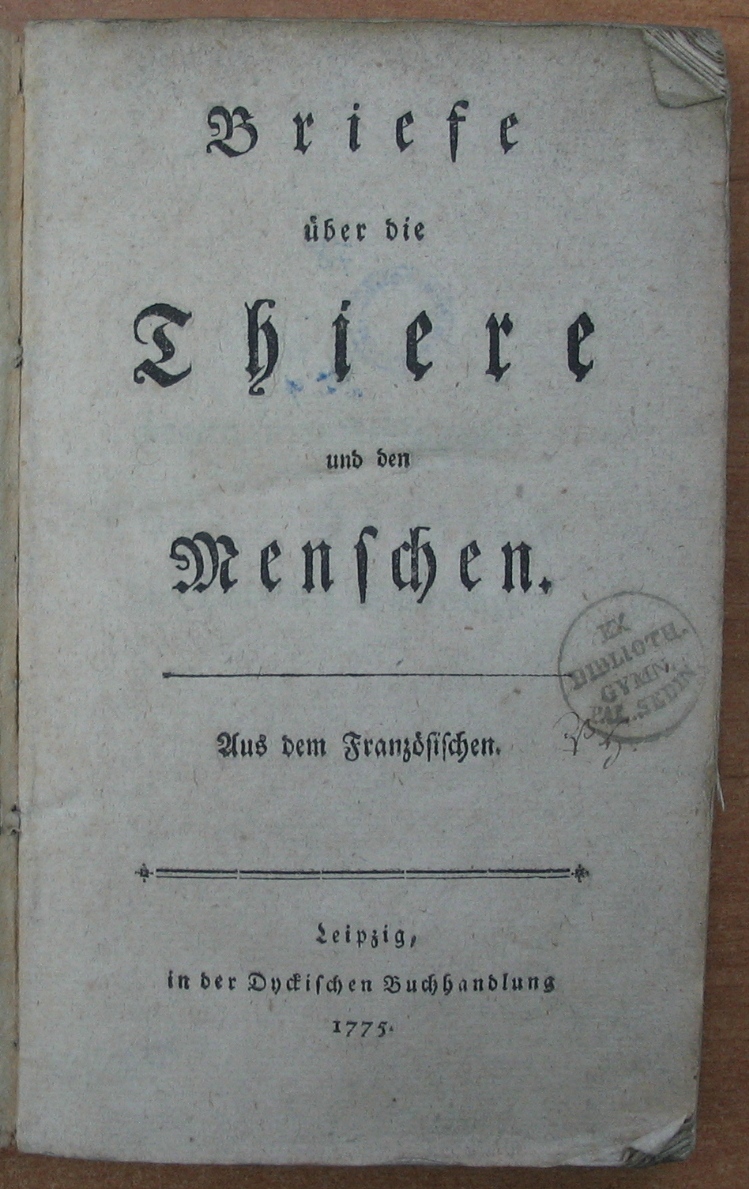 Briefe
über die
Thiere
und den
Menschen.
Aus dem Französischen.
Leipzig,
in der Dyckischen Buchhandlung
1775.
EX
BIBLIOTH.
GYMN.
SEDIN